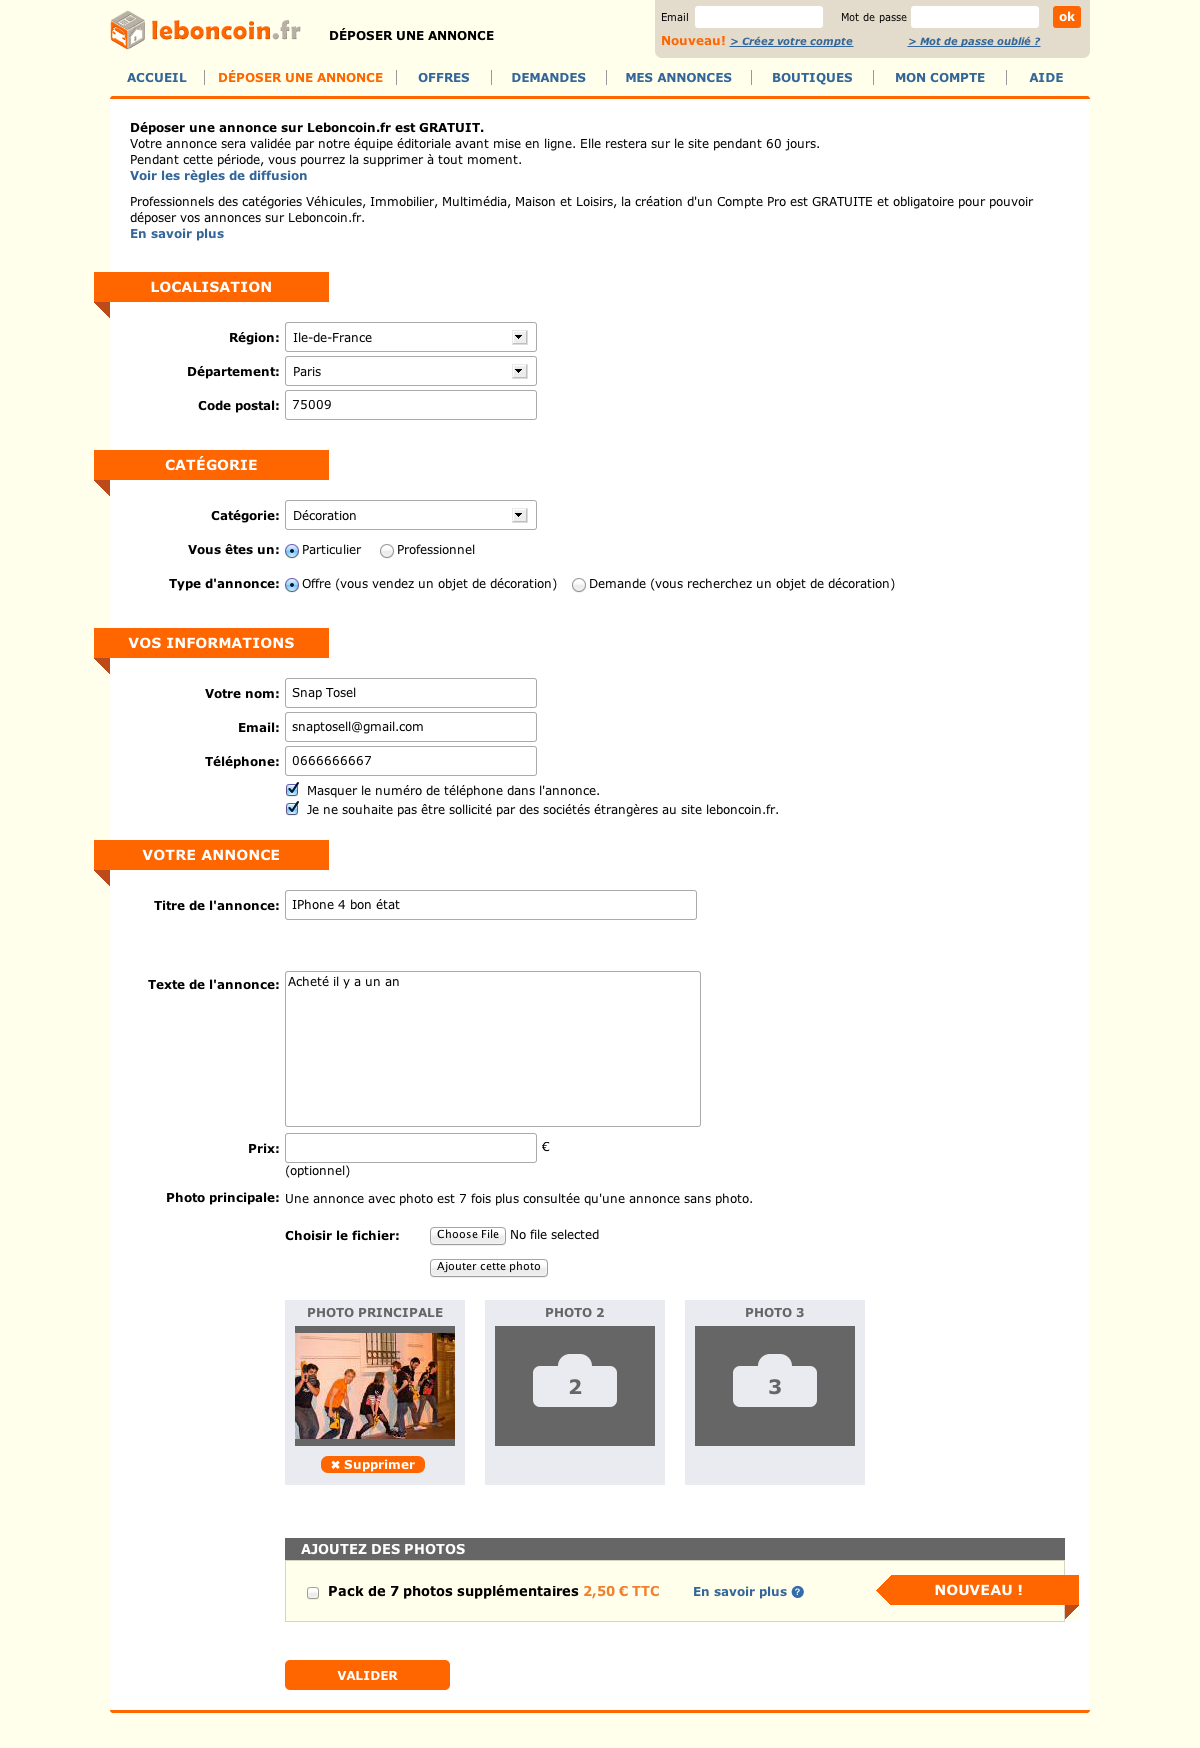 leboncoin.fr
DÉPOSER UNE ANNONCE
Email
Mot de passe
ok
Nouveau! > Créez votre compte
> Mot de passe oublié ?
ACCUEIL
DÉPOSER UNE ANNONCE
OFFRES
DEMANDES
MES ANNONCES
BOUTIQUES
MON COMPTE
AIDE
Déposer une annonce sur Leboncoin.fr est GRATUIT.
Votre annonce sera validée par notre équipe éditoriale avant mise en ligne. Elle restera sur le site pendant 60 jours.
Pendant cette période, vous pourrez la supprimer à tout moment.
Voir les règles de diffusion
Professionnels des catégories Véhicules, Immobilier, Multimédia, Maison et Loisirs, la création d'un Compte Pro est GRATUITE et obligatoire pour pouvoir
déposer vos annonces sur Leboncoin.fr.
En savoir plus
LOCALISATION
Région: Ile-de-France
Département: Paris
Code postal: 75009
CATÉGORIE
Catégorie: Décoration
Vous êtes un: Particulier Professionnel
Type d'annonce: Offre (vous vendez un objet de décoration) Demande (vous recherchez un objet de décoration)
VOS INFORMATIONS
Votre nom: Snap Tosel
Email: snaptosell@gmail.com
Téléphone: 0666666667
Masquer le numéro de téléphone dans l'annonce.
Je ne souhaite pas être sollicité par des sociétés étrangères au site leboncoin.fr.
VOTRE ANNONCE
Titre de l'annonce: IPhone 4 bon état
Texte de l'annonce: Acheté il y a un an
Prix: €
(optionnel)
Photo principale: Une annonce avec photo est 7 fois plus consultée qu'une annonce sans photo.
Choisir le fichier: Choose File No file selected
Ajouter cette photo
PHOTO PRINCIPALE
PHOTO 2
PHOTO 3
2
3
✖ Supprimer
AJOUTEZ DES PHOTOS
Pack de 7 photos supplémentaires 2,50 € TTC En savoir plus ?
NOUVEAU !
VALIDER